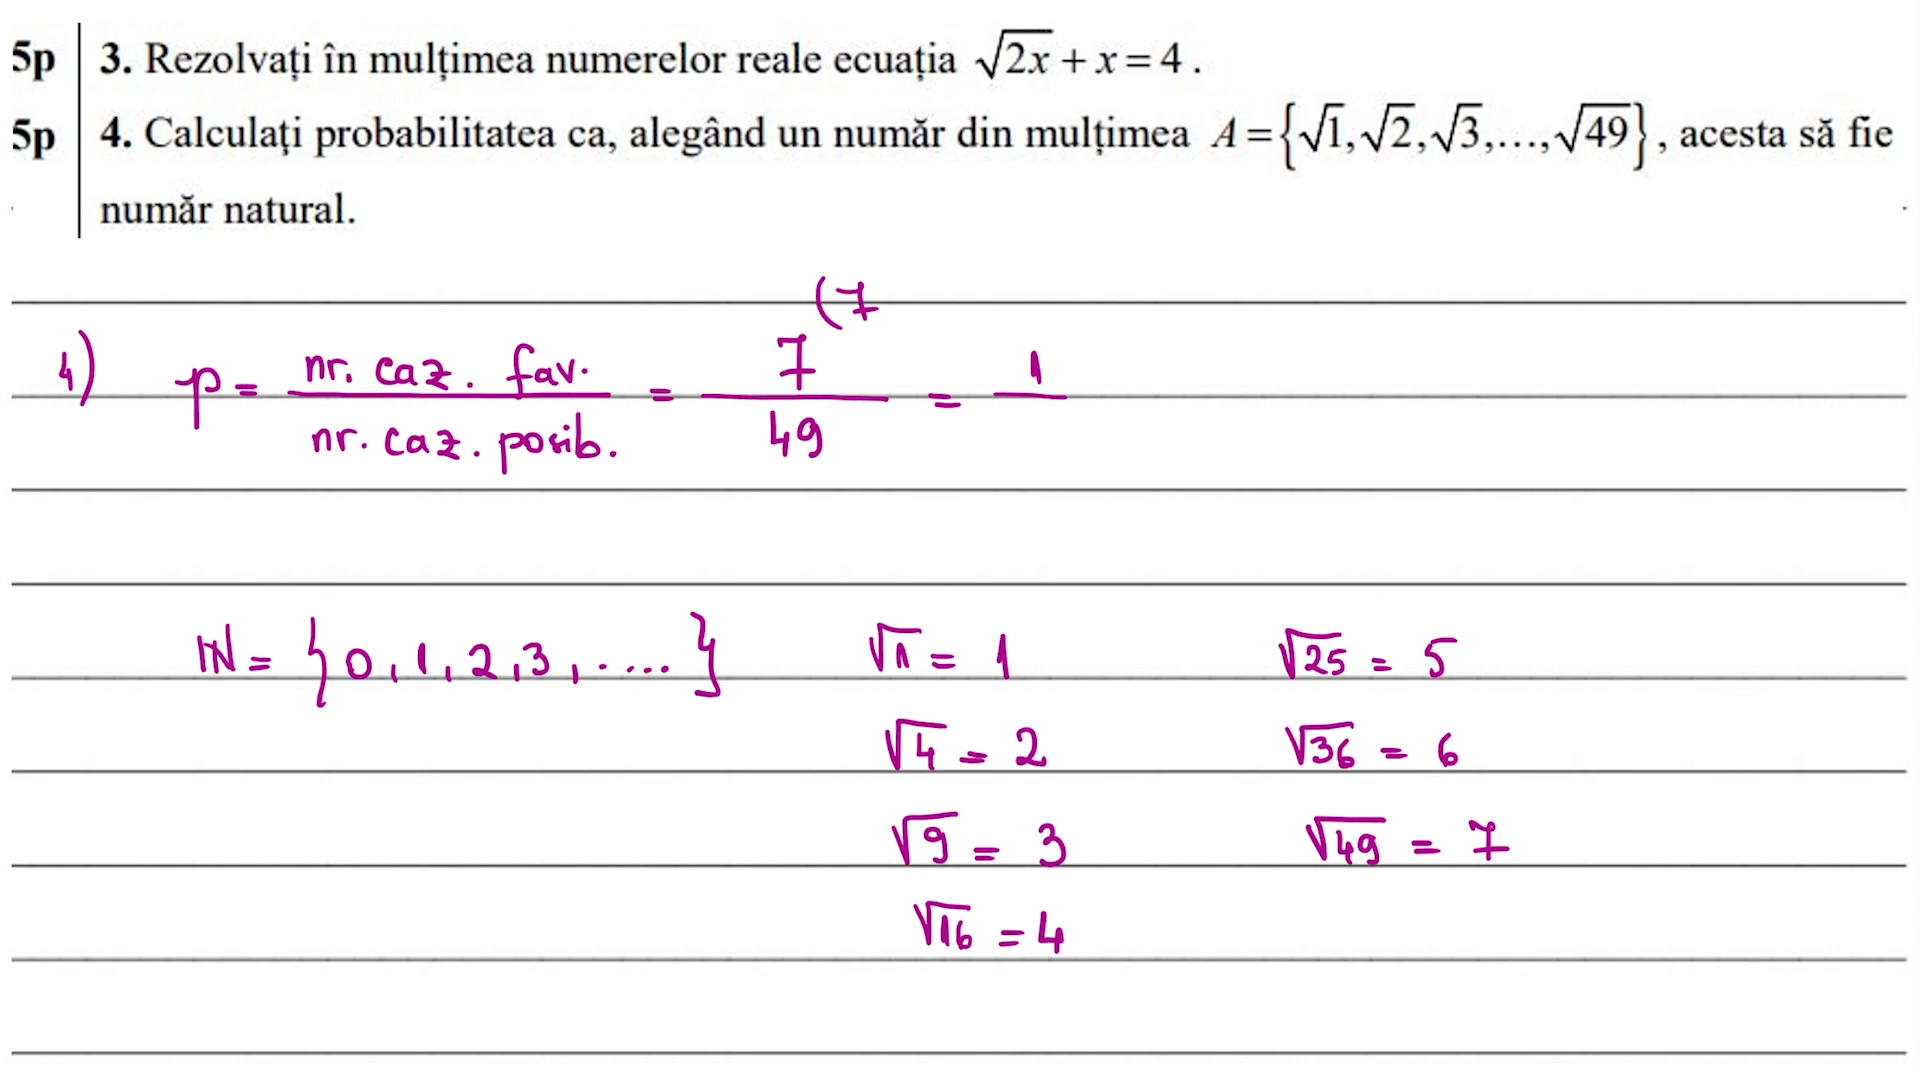 5p 3. Rezolvați în mulțimea numerelor reale ecuația √2x + x = 4 .
5p 4. Calculați probabilitatea ca, alegând un număr din mulțimea A = {√1, √2, √3, ..., √49} , acesta să fie
număr natural.
(7
4) p = nr. caz. fav. / nr. caz. posib. = 7 / 49 = 1
ℕ = {0, 1, 2, 3, ..... } √1 = 1 √25 = 5
√4 = 2 √36 = 6
√9 = 3 √49 = 7
√16 = 4